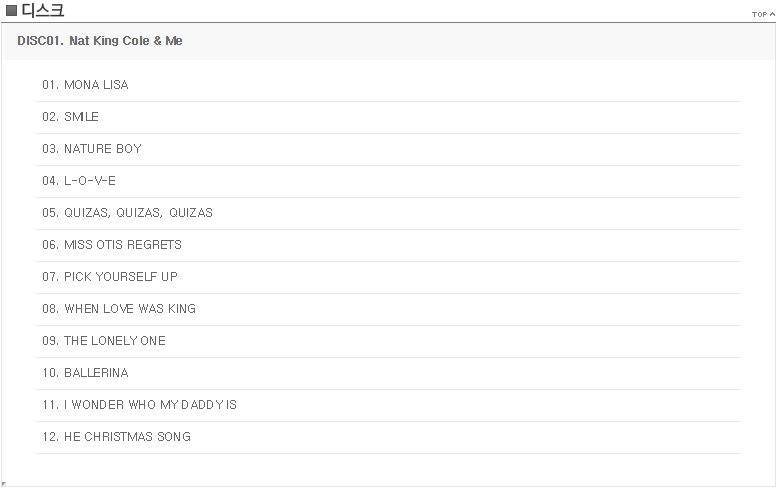 디스크
TOP
DISC01. Nat King Cole & Me
01. MONA LISA
02. SMILE
03. NATURE BOY
04. L-O-V-E
05. QUIZAS, QUIZAS, QUIZAS
06. MISS OTIS REGRETS
07. PICK YOURSELF UP
08. WHEN LOVE WAS KING
09. THE LONELY ONE
10. BALLERINA
11. I WONDER WHO MY DADDY IS
12. HE CHRISTMAS SONG